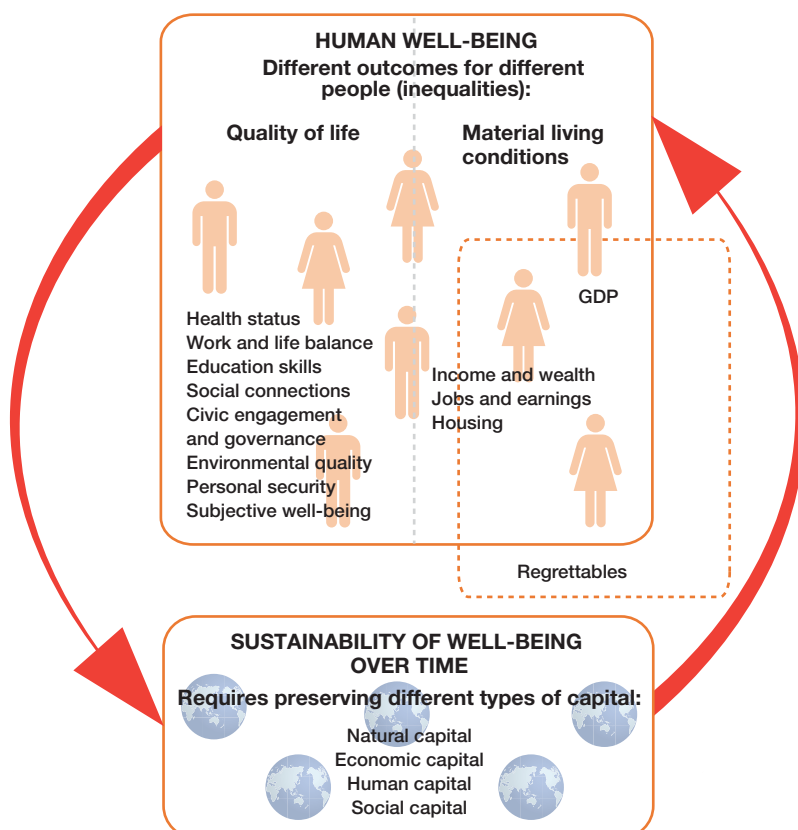 HUMAN WELL-BEING
Different outcomes for different
people (inequalities):
Quality of life
Material living
conditions
GDP
Health status
Work and life balance
Education skills
Social connections
Civic engagement
and governance
Environmental quality
Personal security
Subjective well-being
Income and wealth
Jobs and earnings
Housing
Regrettables
SUSTAINABILITY OF WELL-BEING
OVER TIME
Requires preserving different types of capital:
Natural capital
Economic capital
Human capital
Social capital